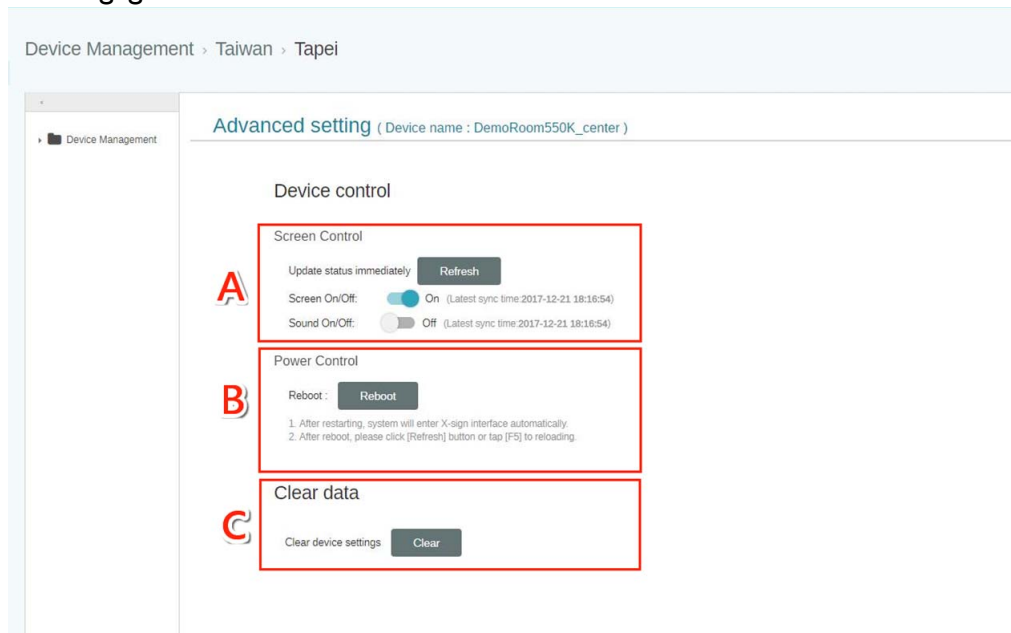 Device Management › Taiwan › Tapei
Device Management
Advanced setting ( Device name : DemoRoom550K_center )
Device control
A
Screen Control
Update status immediately Refresh
Screen On/Off: On (Latest sync time:2017-12-21 18:16:54)
Sound On/Off: Off (Latest sync time:2017-12-21 18:16:54)
B
Power Control
Reboot : Reboot
1. After restarting, system will enter X-sign interface automatically.
2. After reboot, please click [Refresh] button or tap [F5] to reloading.
C
Clear data
Clear device settings Clear